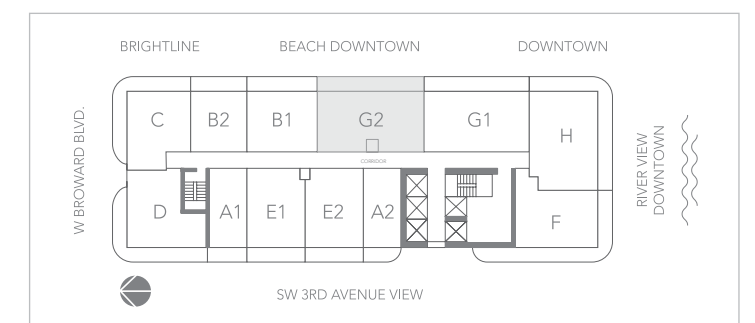 BRIGHTLINE BEACH DOWNTOWN DOWNTOWN
W BROWARD BLVD.
C B2 B1 G2 G1 H
CORRIDOR
D A1 E1 E2 A2 F
RIVER VIEW
DOWNTOWN
SW 3RD AVENUE VIEW